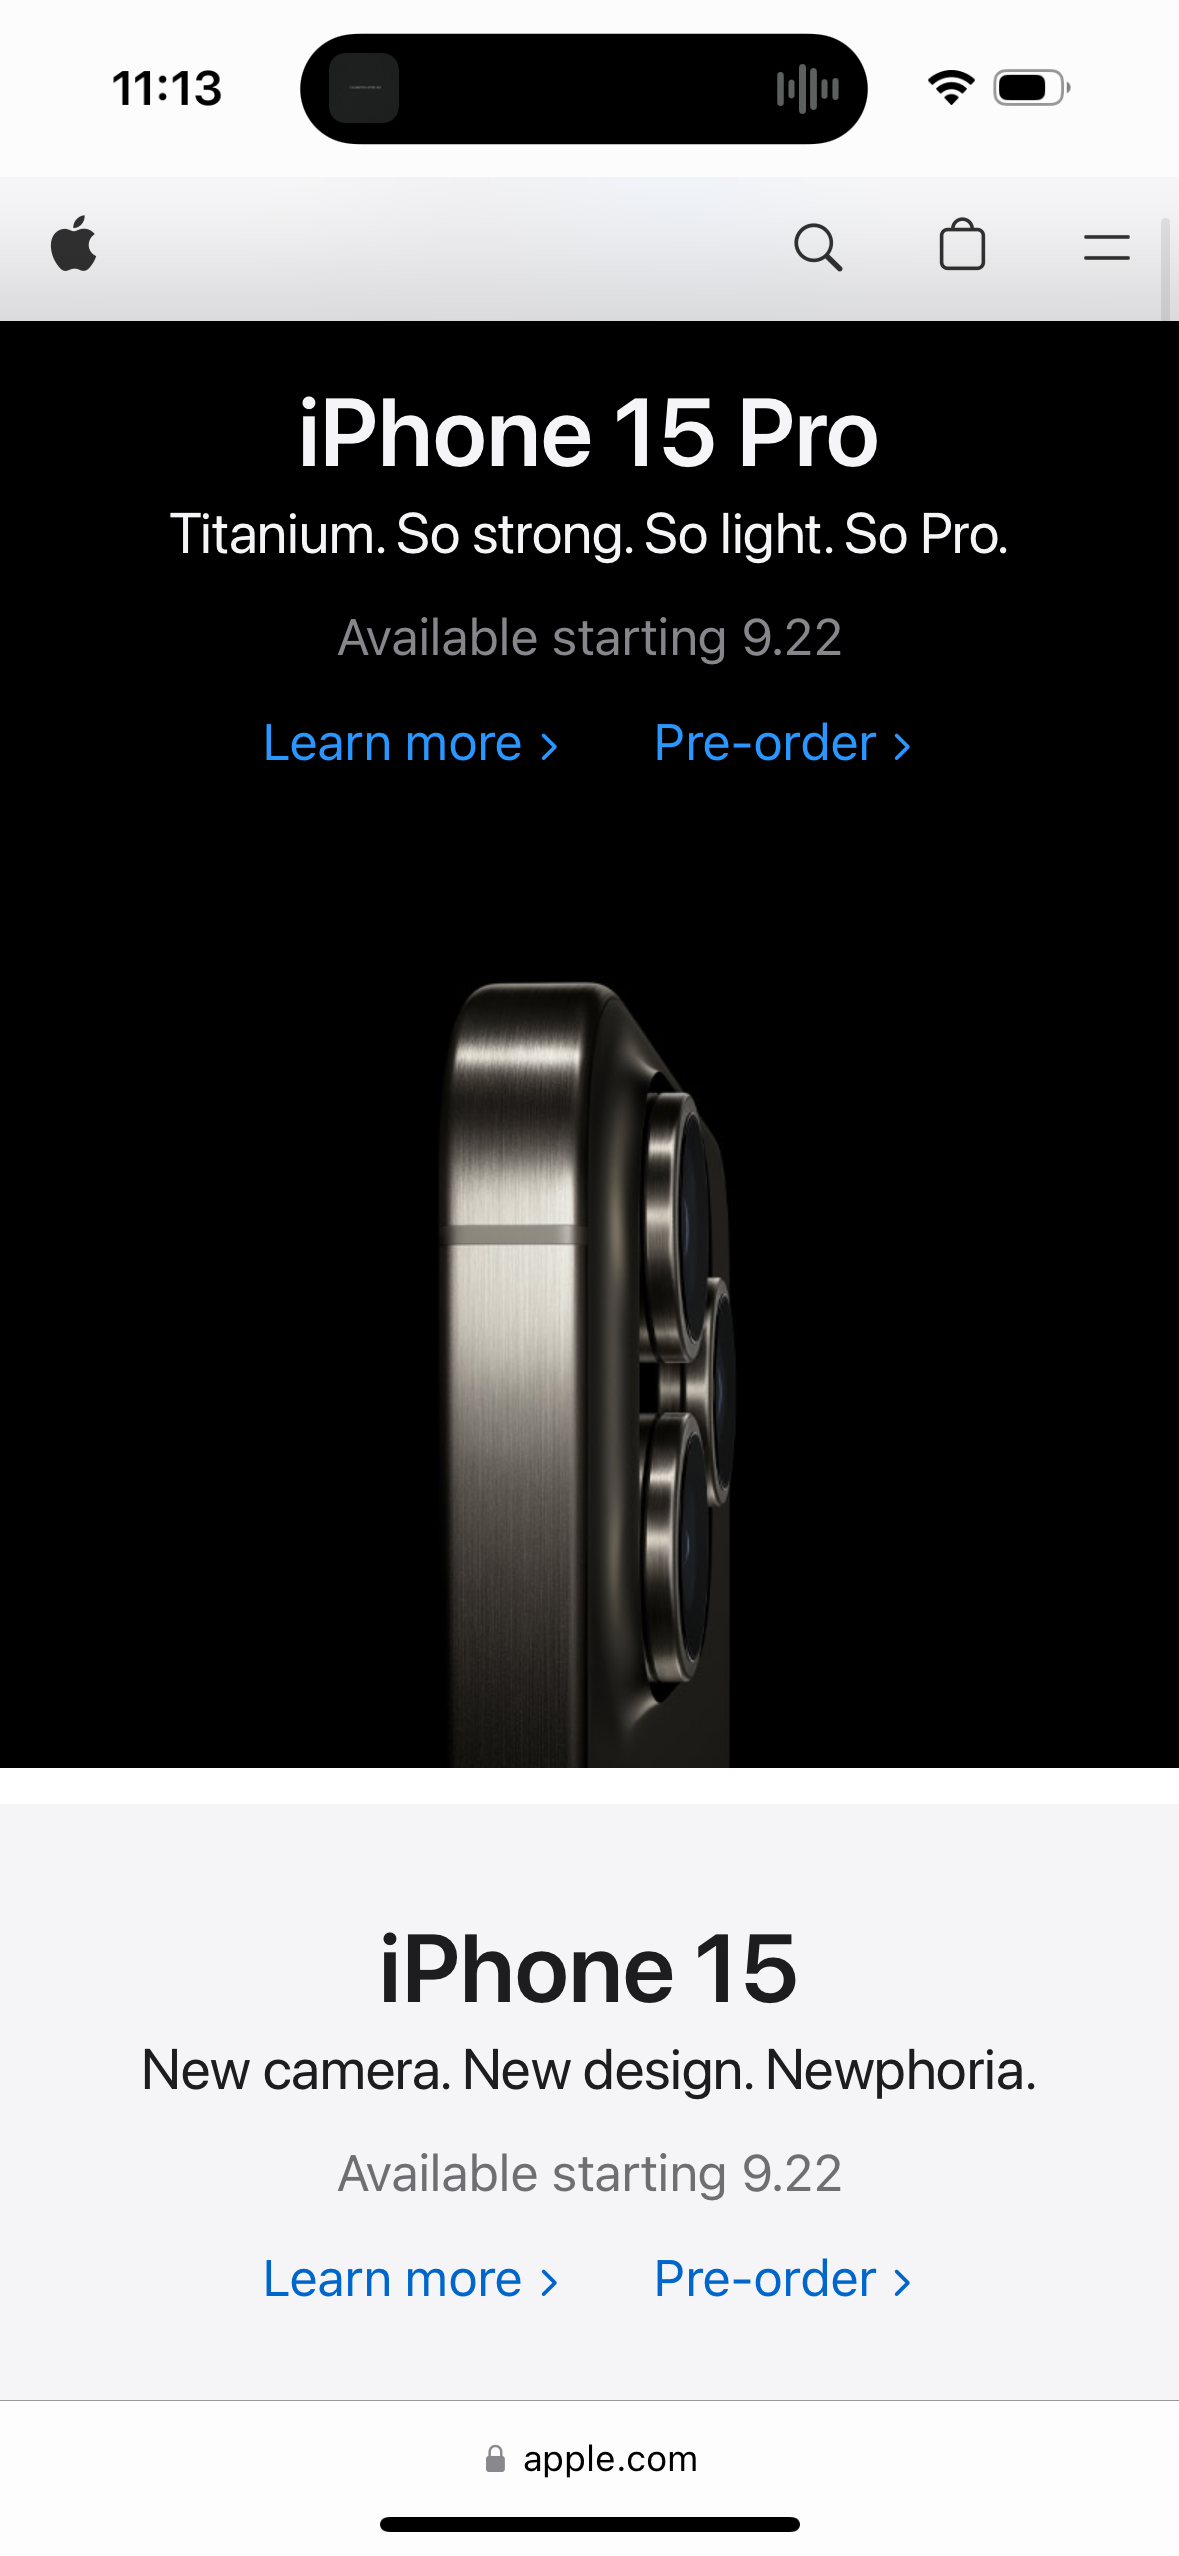 11:13
iPhone 15 Pro
Titanium. So strong. So light. So Pro.
Available starting 9.22
Learn more > Pre-order >
iPhone 15
New camera. New design. Newphoria.
Available starting 9.22
Learn more > Pre-order >
apple.com